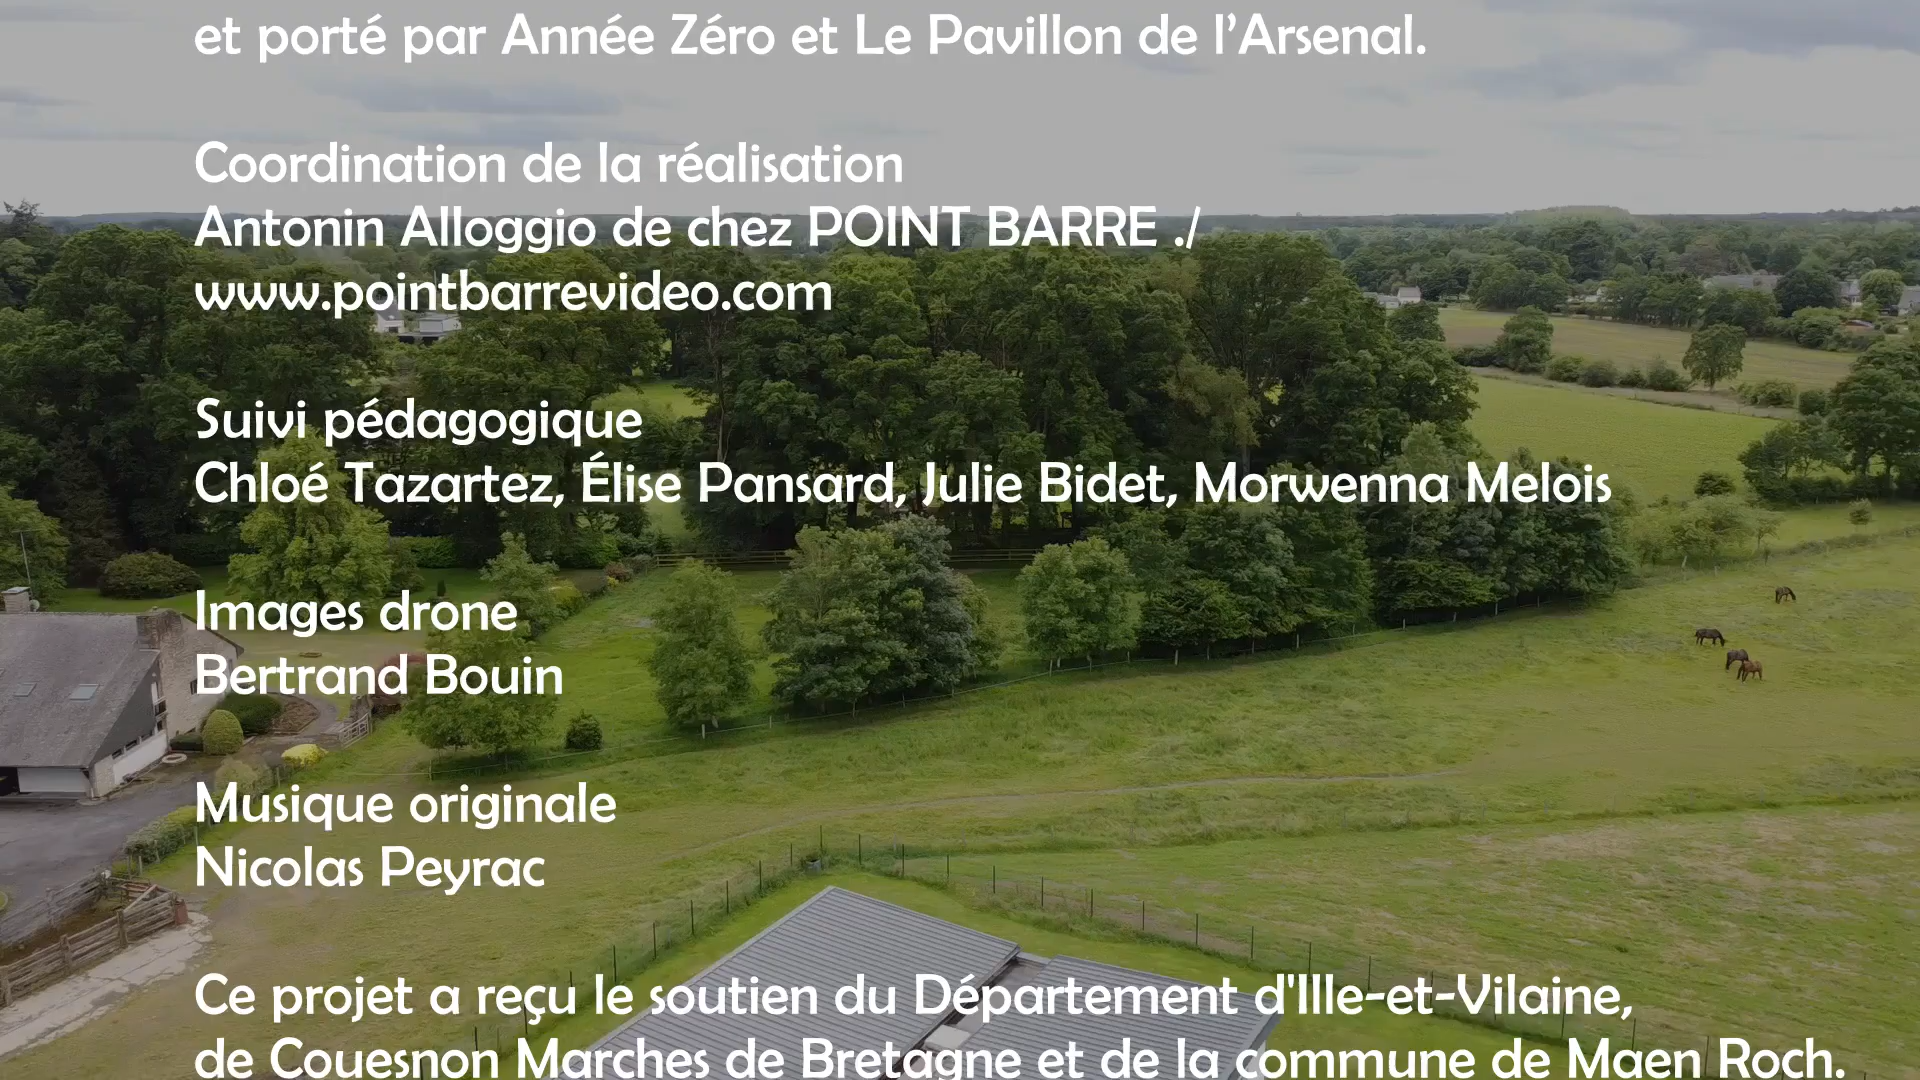 et porté par Année Zéro et Le Pavillon de l’Arsenal.
Coordination de la réalisation
Antonin Alloggio de chez POINT BARRE ./
www.pointbarrevideo.com
Suivi pédagogique
Chloé Tazartez, Élise Pansard, Julie Bidet, Morwenna Melois
Images drone
Bertrand Bouin
Musique originale
Nicolas Peyrac
Ce projet a reçu le soutien du Département d'Ille-et-Vilaine,
de Couesnon Marches de Bretagne et de la commune de Maen Roch.